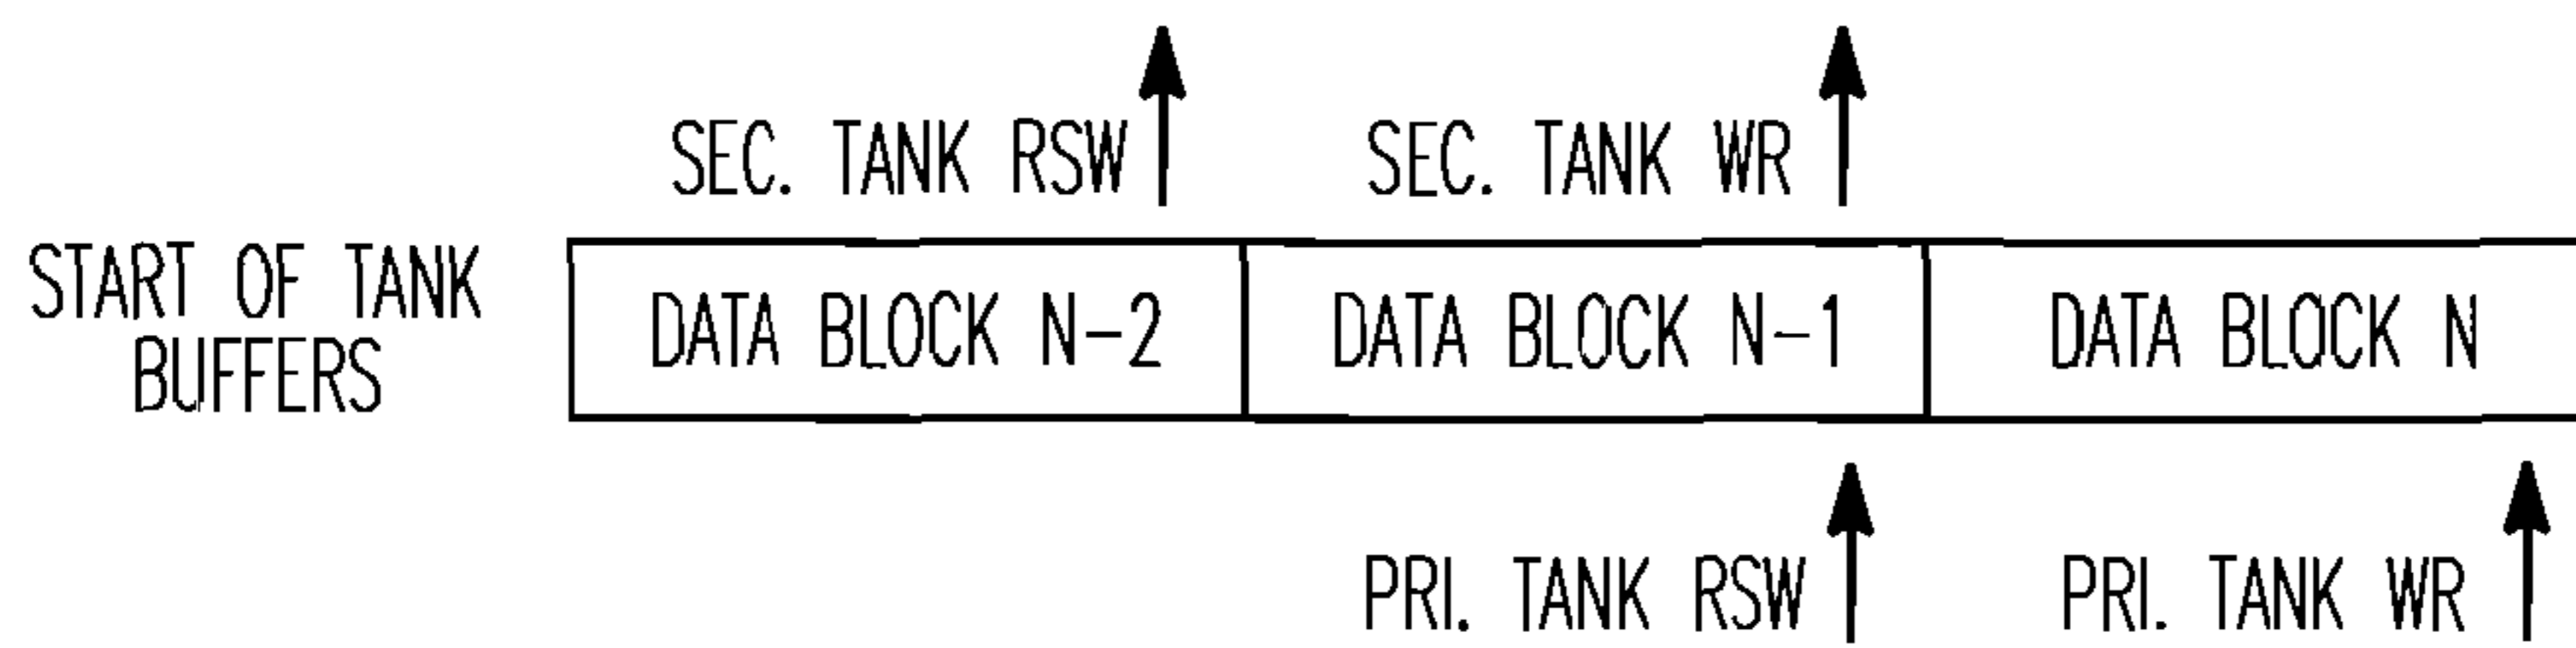 SEC. TANK RSW
SEC. TANK WR
START OF TANK
BUFFERS
DATA BLOCK N-2
DATA BLOCK N-1
DATA BLOCK N
PRI. TANK RSW
PRI. TANK WR